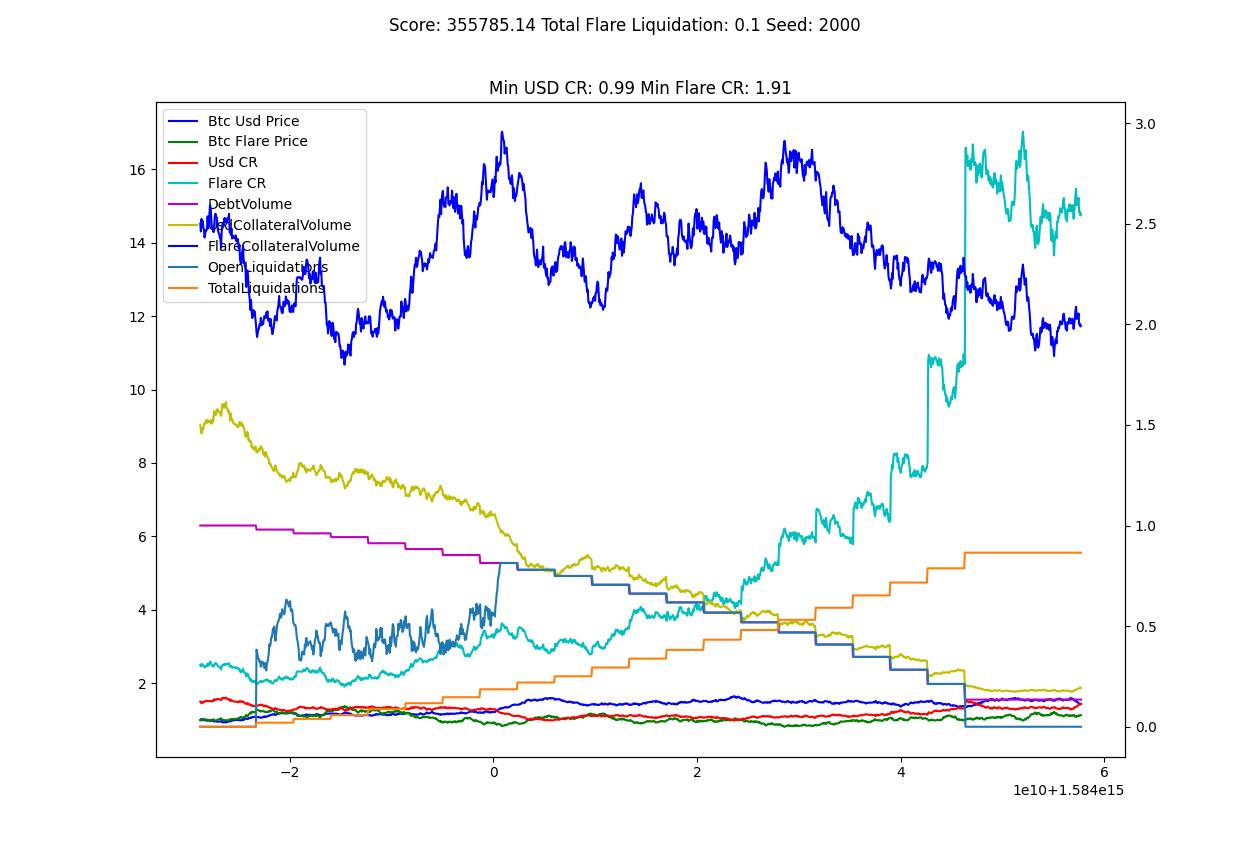 Score: 355785.14 Total Flare Liquidation: 0.1 Seed: 2000
Min USD CR: 0.99 Min Flare CR: 1.91
Btc Usd Price
Btc Flare Price
Usd CR
Flare CR
DebtVolume
UsdCollateralVolume
FlareCollateralVolume
OpenLiquidations
TotalLiquidations
16
14
12
10
8
6
4
2
3.0
2.5
2.0
1.5
1.0
0.5
0.0
−2 0 2 4 6
1e10+1.584e15